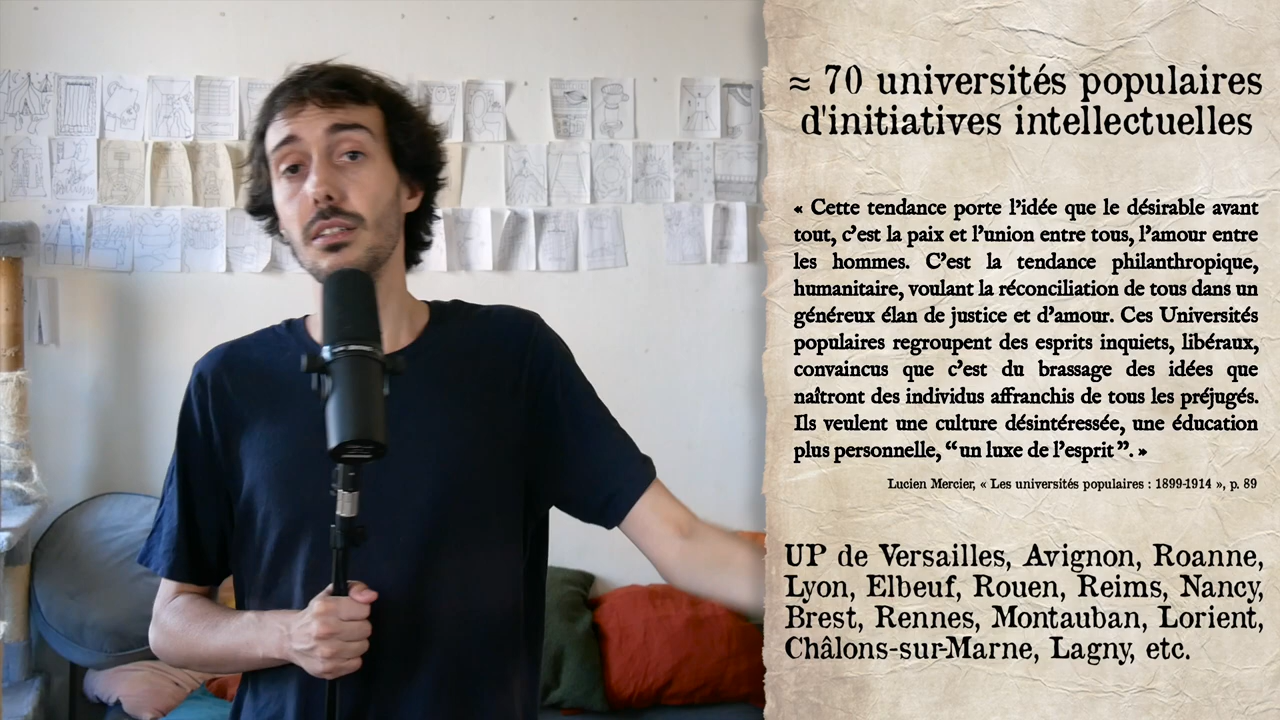 ≈ 70 universités populaires
d'initiatives intellectuelles
« Cette tendance porte l'idée que le désirable avant
tout, c'est la paix et l'union entre tous, l'amour entre
les hommes. C'est la tendance philanthropique,
humanitaire, voulant la réconciliation de tous dans un
généreux élan de justice et d'amour. Ces Universités
populaires regroupent des esprits inquiets, libéraux,
convaincus que c'est du brassage des idées que
naîtront des individus affranchis de tous les préjugés.
Ils veulent une culture désintéressée, une éducation
plus personnelle, “un luxe de l'esprit”. »
Lucien Mercier, « Les universités populaires : 1899-1914 », p. 89
UP de Versailles, Avignon, Roanne,
Lyon, Elbeuf, Rouen, Reims, Nancy,
Brest, Rennes, Montauban, Lorient,
Châlons-sur-Marne, Lagny, etc.